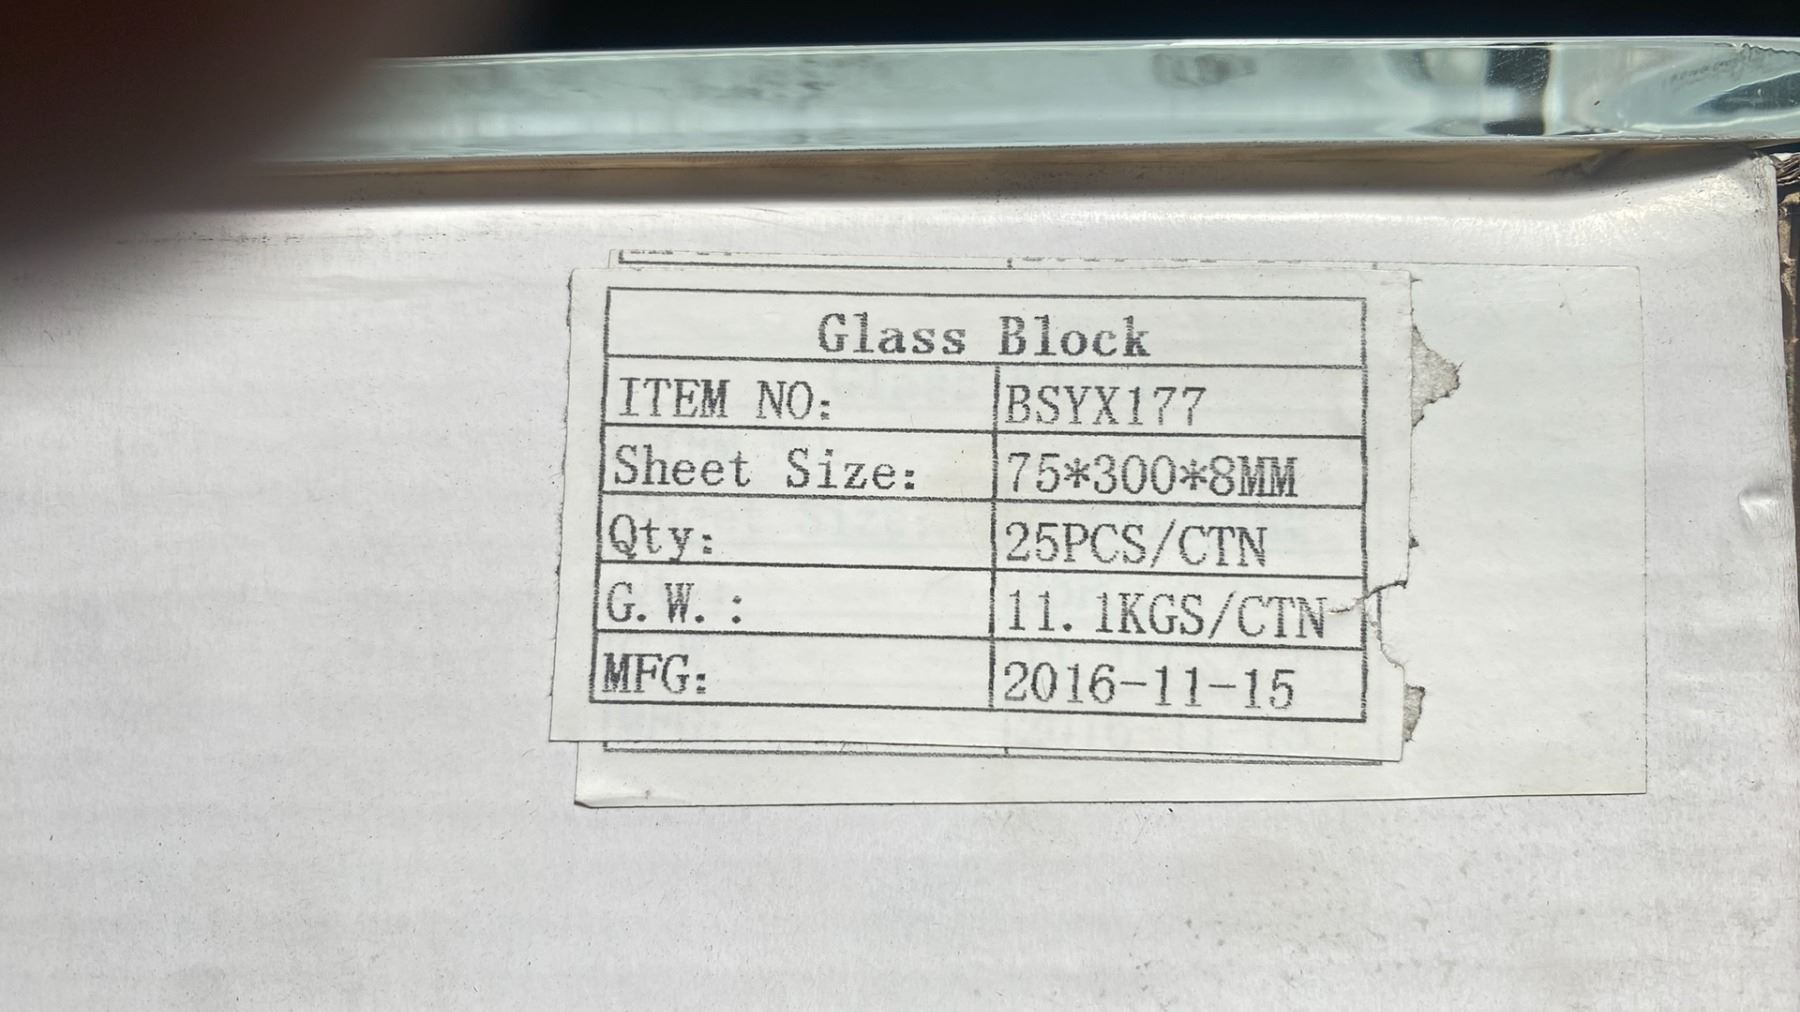 Glass Block
ITEM NO: BSYX177
Sheet Size: 75*300*8MM
Qty: 25PCS/CTN
G.W.: 11.1KGS/CTN
MFG: 2016-11-15